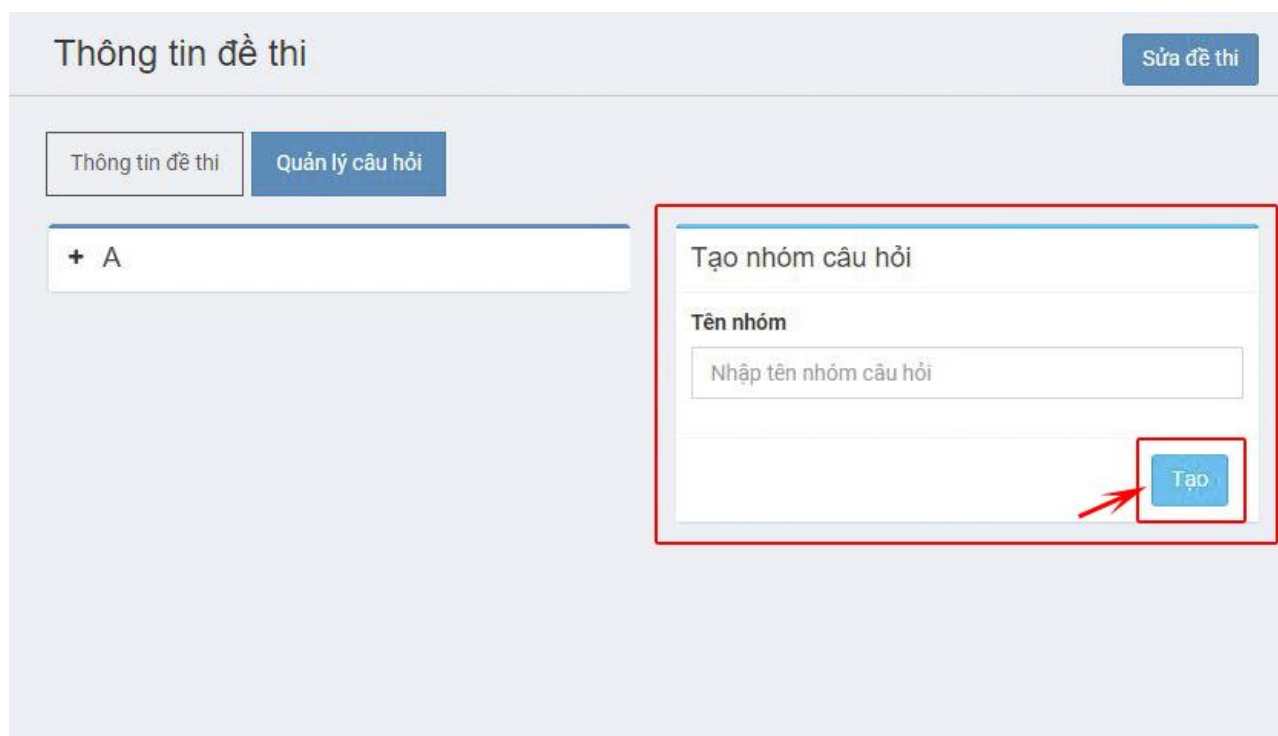 Thông tin đề thi
Sửa đề thi
Thông tin đề thi
Quản lý câu hỏi
+ A
Tạo nhóm câu hỏi
Tên nhóm
Nhập tên nhóm câu hỏi
Tạo